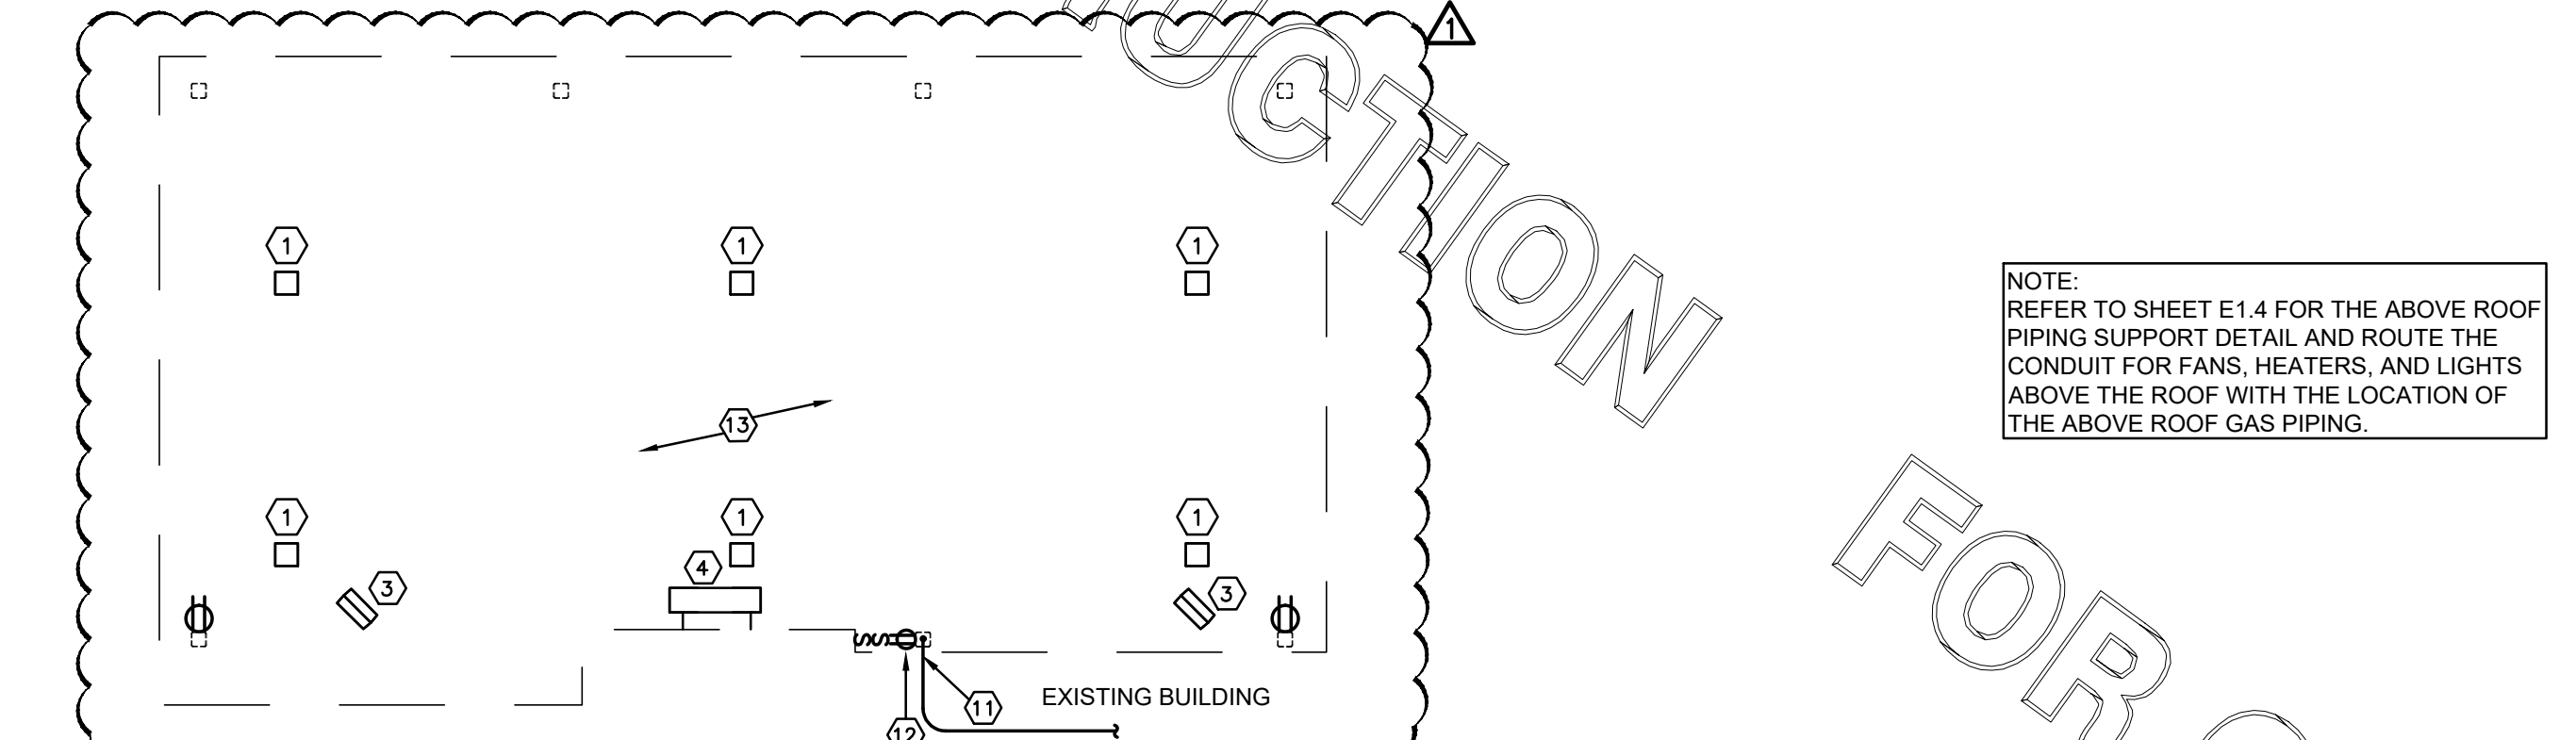 1
1 1 1
NOTE:
REFER TO SHEET E1.4 FOR THE ABOVE ROOF
PIPING SUPPORT DETAIL AND ROUTE THE
CONDUIT FOR FANS, HEATERS, AND LIGHTS
ABOVE THE ROOF WITH THE LOCATION OF
THE ABOVE ROOF GAS PIPING.
13
1 1 1
4
3 3
11
EXISTING BUILDING
12
UCTION
FOR